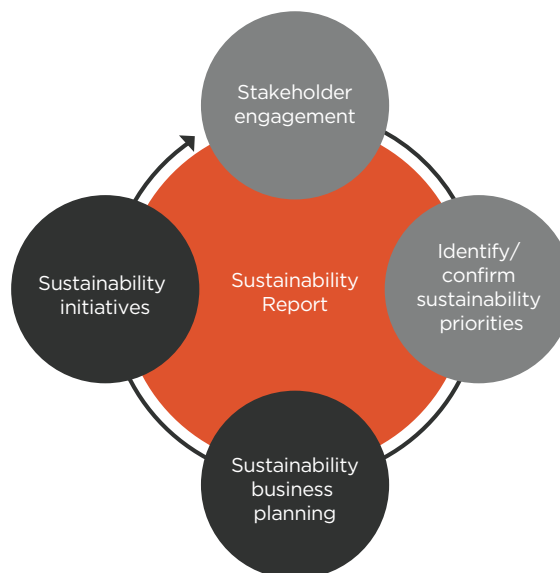 Stakeholder
engagement
Identify/
confirm
sustainability
priorities
Sustainability
Report
Sustainability
initiatives
Sustainability
business
planning